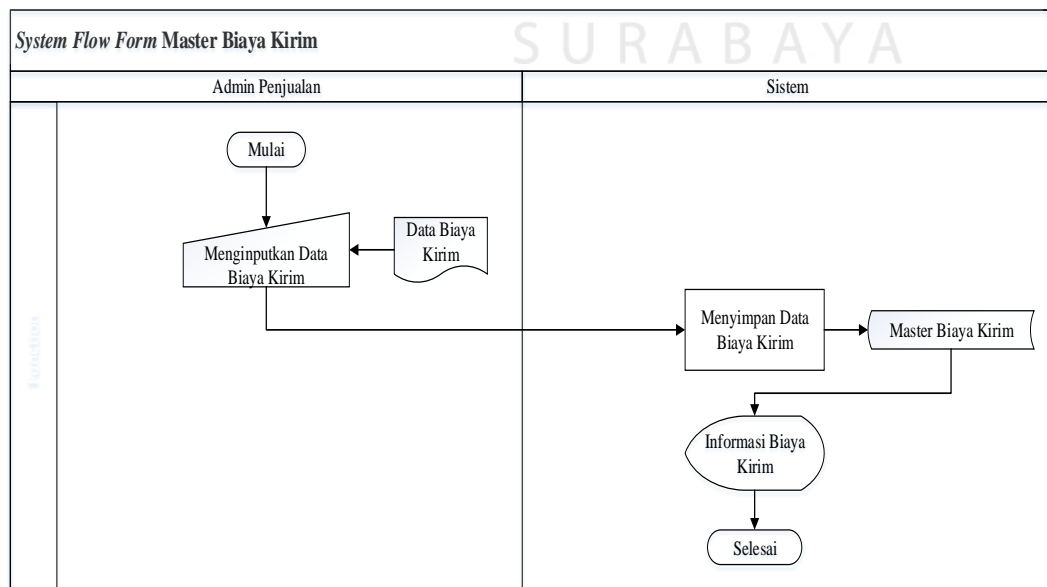 SURABAYA
System Flow Form Master Biaya Kirim
Admin Penjualan
Sistem
Mulai
Data Biaya
Kirim
Menginputkan Data
Biaya Kirim
Function
Menyimpan Data
Biaya Kirim
Master Biaya Kirim
Informasi Biaya
Kirim
Selesai